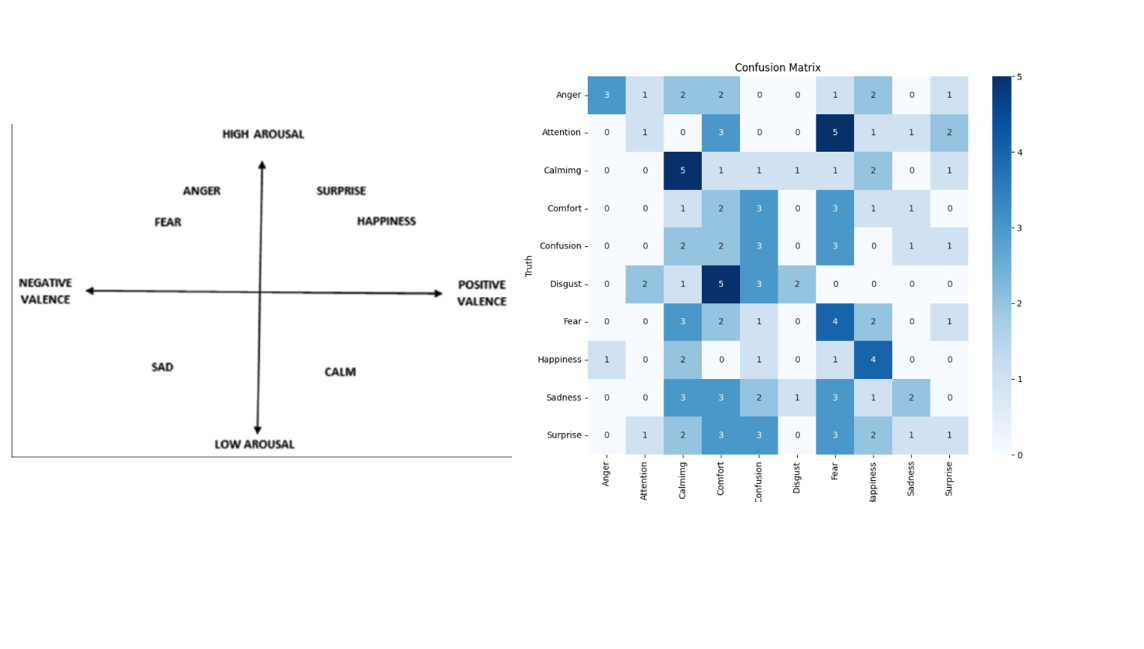 HIGH AROUSAL
ANGER
SURPRISE
FEAR
HAPPINESS
NEGATIVE
VALENCE
POSITIVE
VALENCE
SAD
CALM
LOW AROUSAL
Confusion Matrix
Truth
Anger 3 1 2 2 0 0 1 2 0 1
Attention 0 1 0 3 0 0 5 1 1 2
Calmimg 0 0 5 1 1 1 1 2 0 1
Comfort 0 0 1 2 3 0 3 1 1 0
Confusion 0 0 2 2 3 0 3 0 1 1
Disgust 0 2 1 5 3 2 0 0 0 0
Fear 0 0 3 2 1 0 4 2 0 1
Happiness 1 0 2 0 1 0 1 4 0 0
Sadness 0 0 3 3 2 1 3 1 2 0
Surprise 0 1 2 3 3 0 3 2 1 1
Anger Attention Calmimg Comfort onfusion Disgust Fear appiness Sadness Surprise
5
4
3
2
1
0